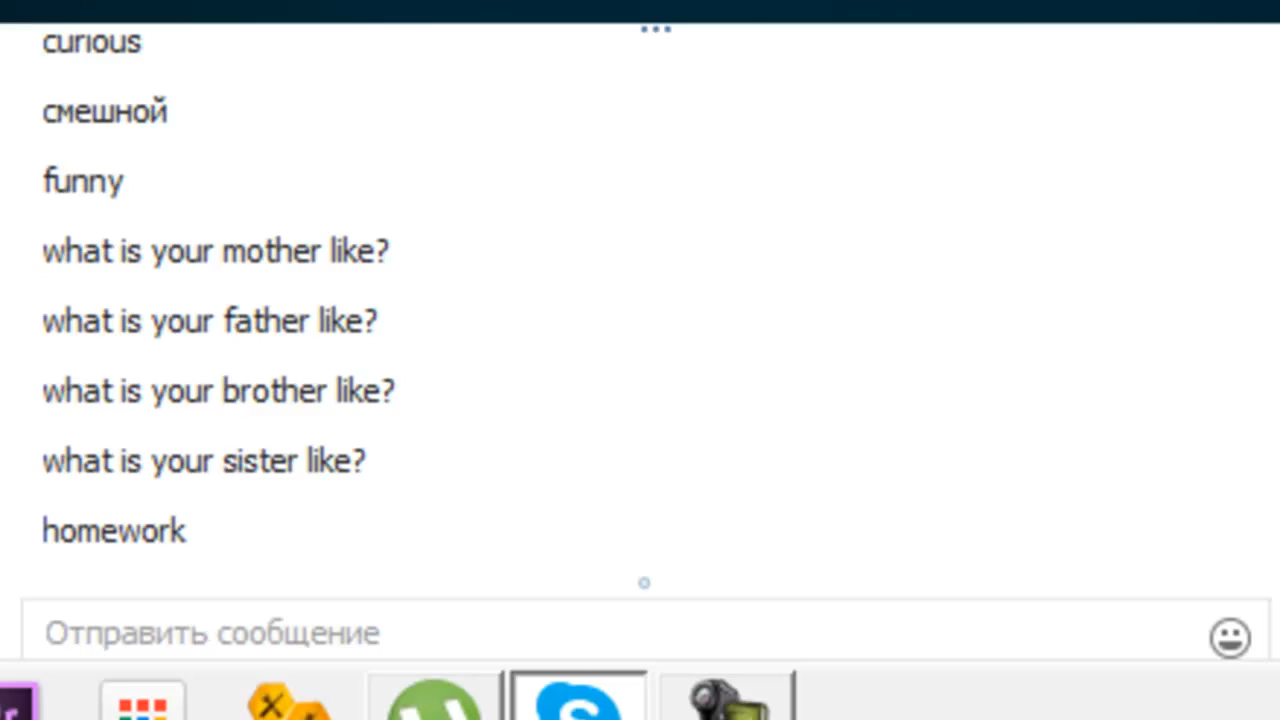 curious
смешной
funny
what is your mother like?
what is your father like?
what is your brother like?
what is your sister like?
homework
Отправить сообщение